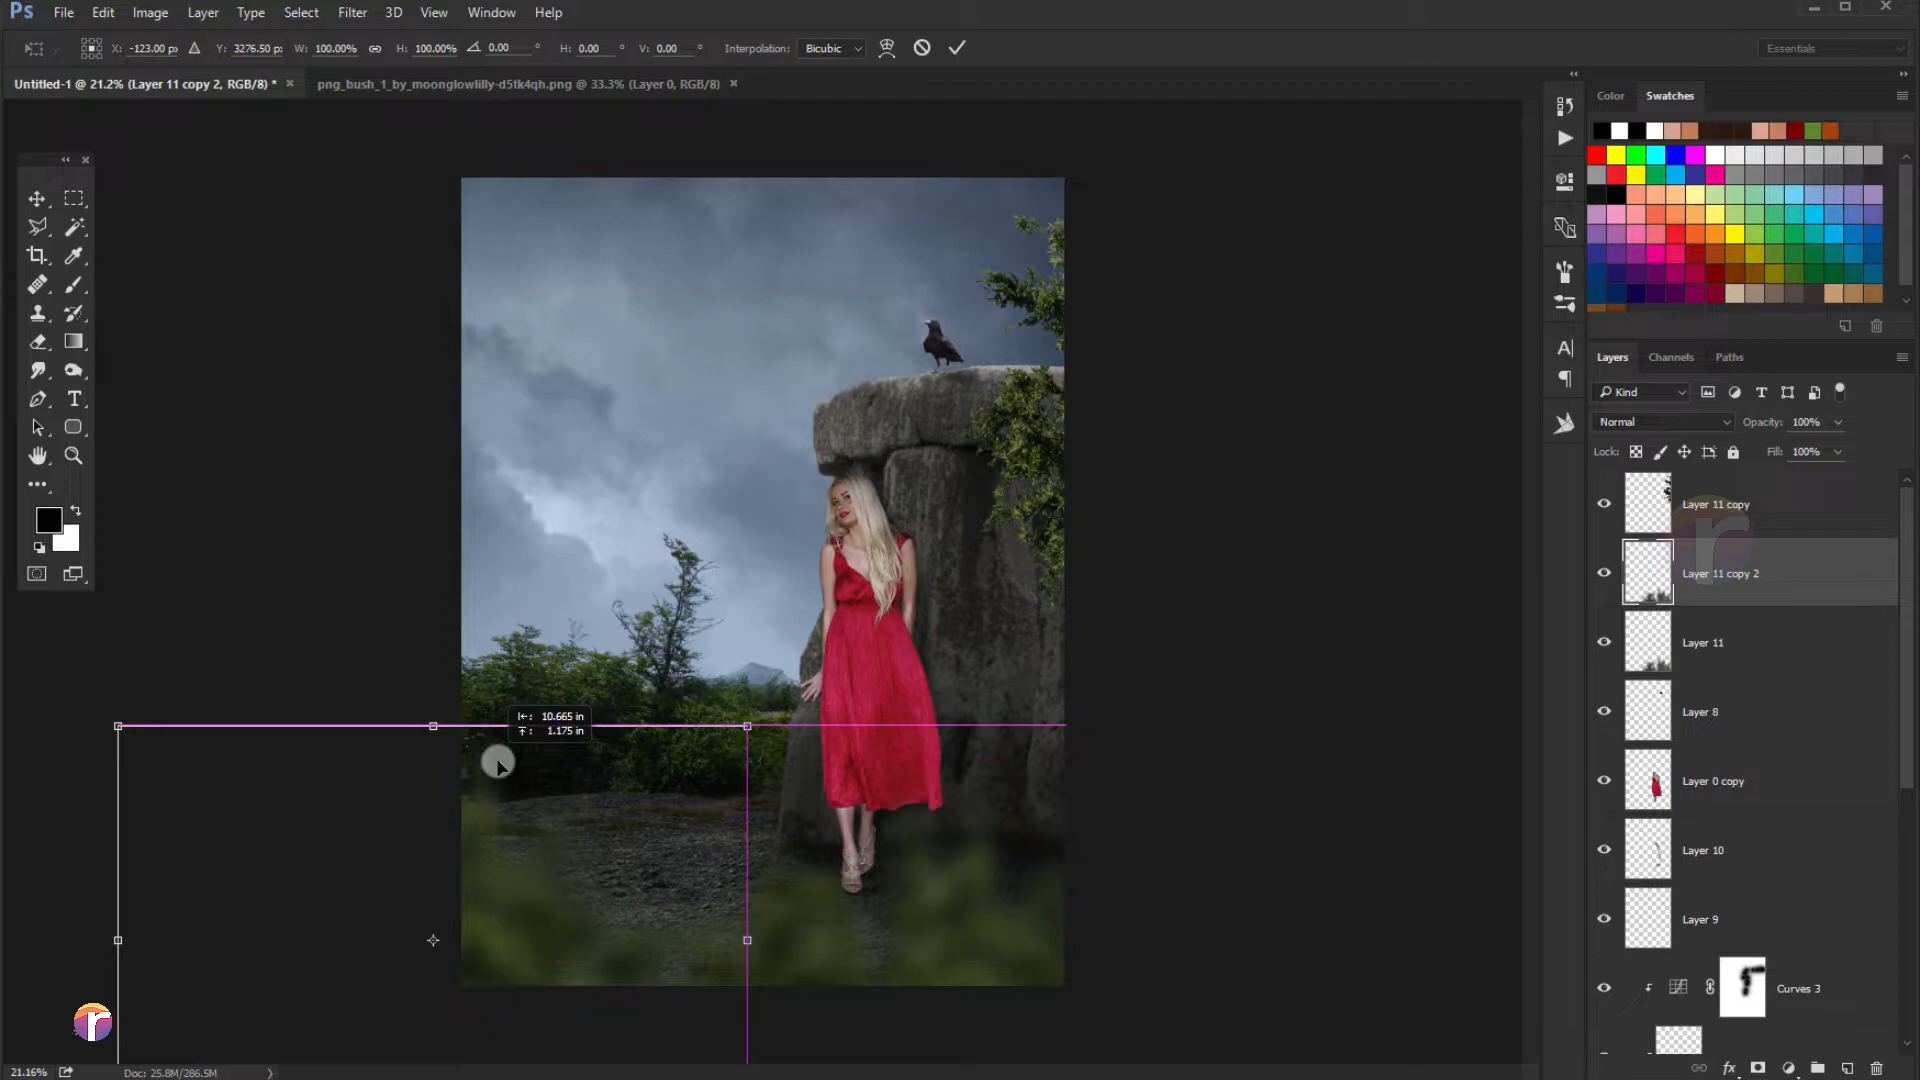 Ps File Edit Image Layer Type Select Filter 3D View Window Help
X: -123.00 px Y: 3276.50 px W: 100.00% H: 100.00% 0.00 ° H: 0.00 ° V: 0.00 ° Interpolation: Bicubic Essentials
Untitled-1 @ 21.2% (Layer 11 copy 2, RGB/8) * × png_bush_1_by_moonglowlilly-d5tk4qh.png @ 33.3% (Layer 0, RGB/8) ×
Color Swatches
Layers Channels Paths
Kind
Normal Opacity: 100%
Lock: Fill: 100%
Layer 11 copy
Layer 11 copy 2
Layer 11
Layer 8
Layer 0 copy
Layer 10
Layer 9
Curves 3
10.665 in
1.175 in
21.16% Doc: 25.8M/286.5M